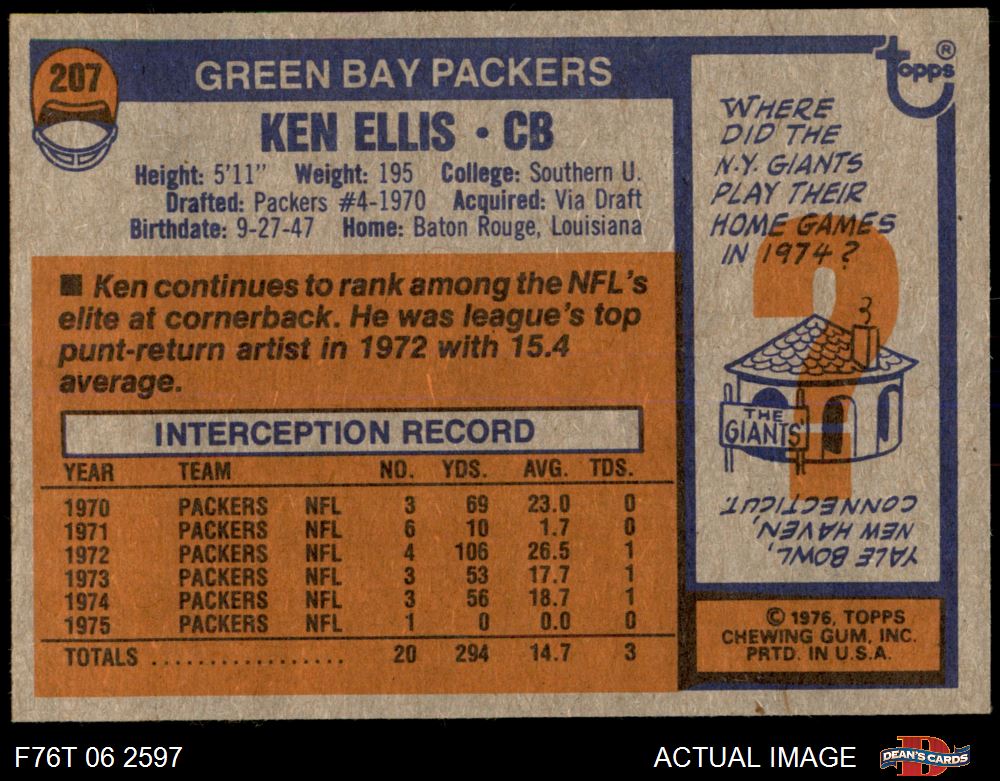 207
GREEN BAY PACKERS
KEN ELLIS • CB
Height: 5'11" Weight: 195 College: Southern U.
Drafted: Packers #4-1970 Acquired: Via Draft
Birthdate: 9-27-47 Home: Baton Rouge, Louisiana
■ Ken continues to rank among the NFL's
elite at cornerback. He was league's top
punt-return artist in 1972 with 15.4
average.
INTERCEPTION RECORD
YEAR TEAM NO. YDS. AVG. TDS.
1970 PACKERS NFL 3 69 23.0 0
1971 PACKERS NFL 6 10 1.7 0
1972 PACKERS NFL 4 106 26.5 1
1973 PACKERS NFL 3 53 17.7 1
1974 PACKERS NFL 3 56 18.7 1
1975 PACKERS NFL 1 0 0.0 0
TOTALS .................. 20 294 14.7 3
topps ®
WHERE
DID THE
N.Y. GIANTS
PLAY THEIR
HOME GAMES
IN 1974?
?
THE
GIANTS
YALE BOWL,
NEW HAVEN,
CONNECTICUT.
© 1976, TOPPS
CHEWING GUM, INC.
PRTD. IN U.S.A.
F76T 06 2597
ACTUAL IMAGE
D
DEAN'S CARDS